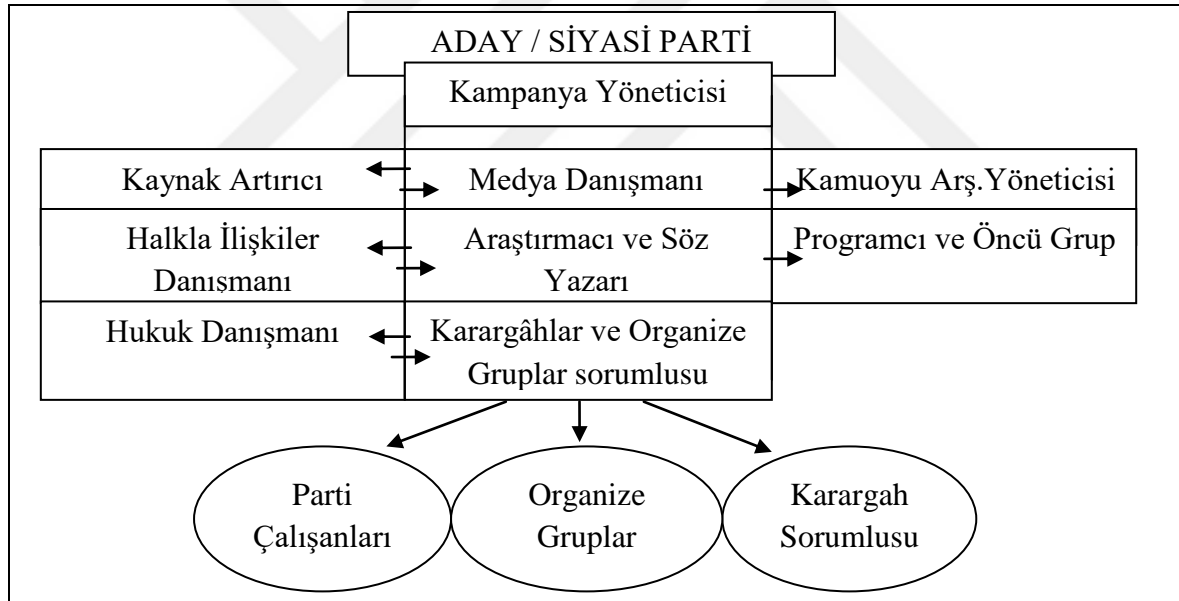 ADAY / SİYASİ PARTİ
Kampanya Yöneticisi
Kaynak Artırıcı
Medya Danışmanı
Kamuoyu Arş.Yöneticisi
Halkla İlişkiler
Danışmanı
Araştırmacı ve Söz
Yazarı
Programcı ve Öncü Grup
Hukuk Danışmanı
Karargâhlar ve Organize
Gruplar sorumlusu
Parti
Çalışanları
Organize
Gruplar
Karargah
Sorumlusu